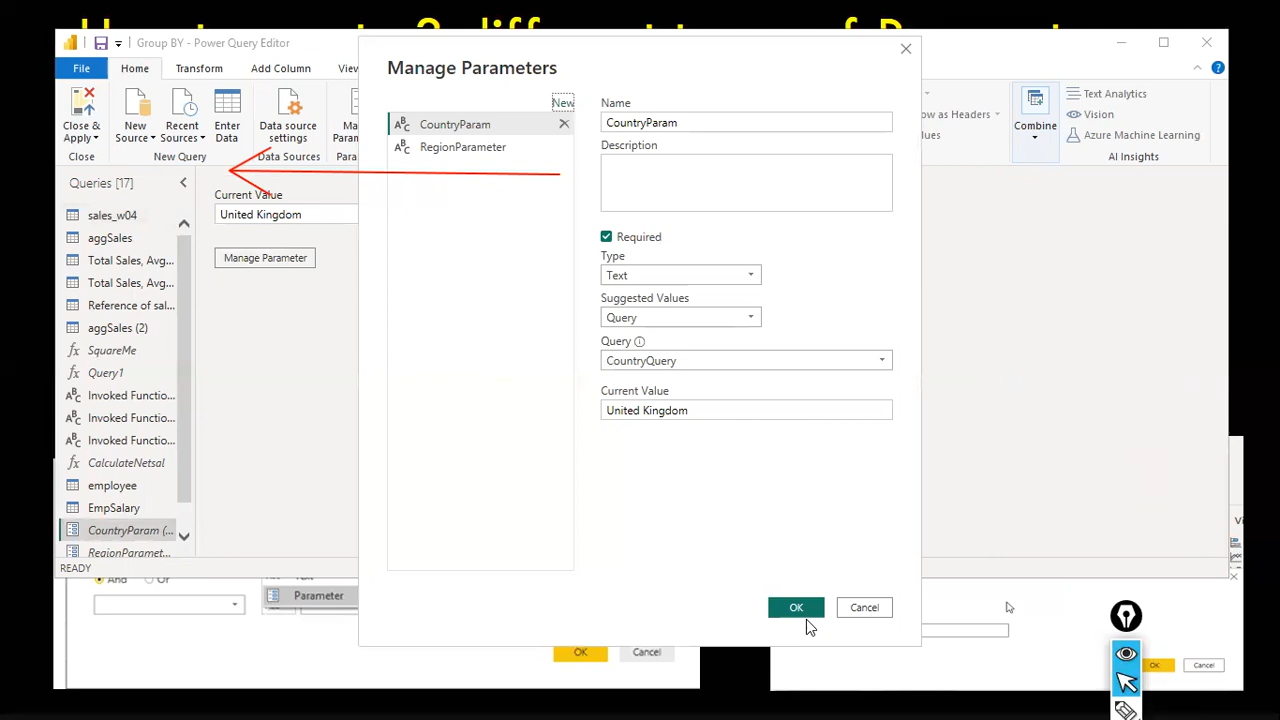 Group BY - Power Query Editor
File
Home
Transform
Add Column
Close &
Apply
New
Source
Recent
Sources
Enter
Data
Data source
settings
Close
New Query
Data Sources
Queries [17]
sales_w04
aggSales
Total Sales, Avg...
Total Sales, Avg...
Reference of sal...
aggSales (2)
SquareMe
Query1
Invoked Functio...
Invoked Functio...
Invoked Functio...
CalculateNetsal
employee
EmpSalary
CountryParam (...
RegionParamet...
READY
Current Value
United Kingdom
Manage Parameter
Manage Parameters
New
CountryParam
RegionParameter
Name
CountryParam
Description
Required
Type
Text
Suggested Values
Query
Query
CountryQuery
Current Value
United Kingdom
OK
Cancel
Combine
Text Analytics
Vision
Azure Machine Learning
AI Insights
And
Or
Parameter
OK
Cancel
OK
Cancel